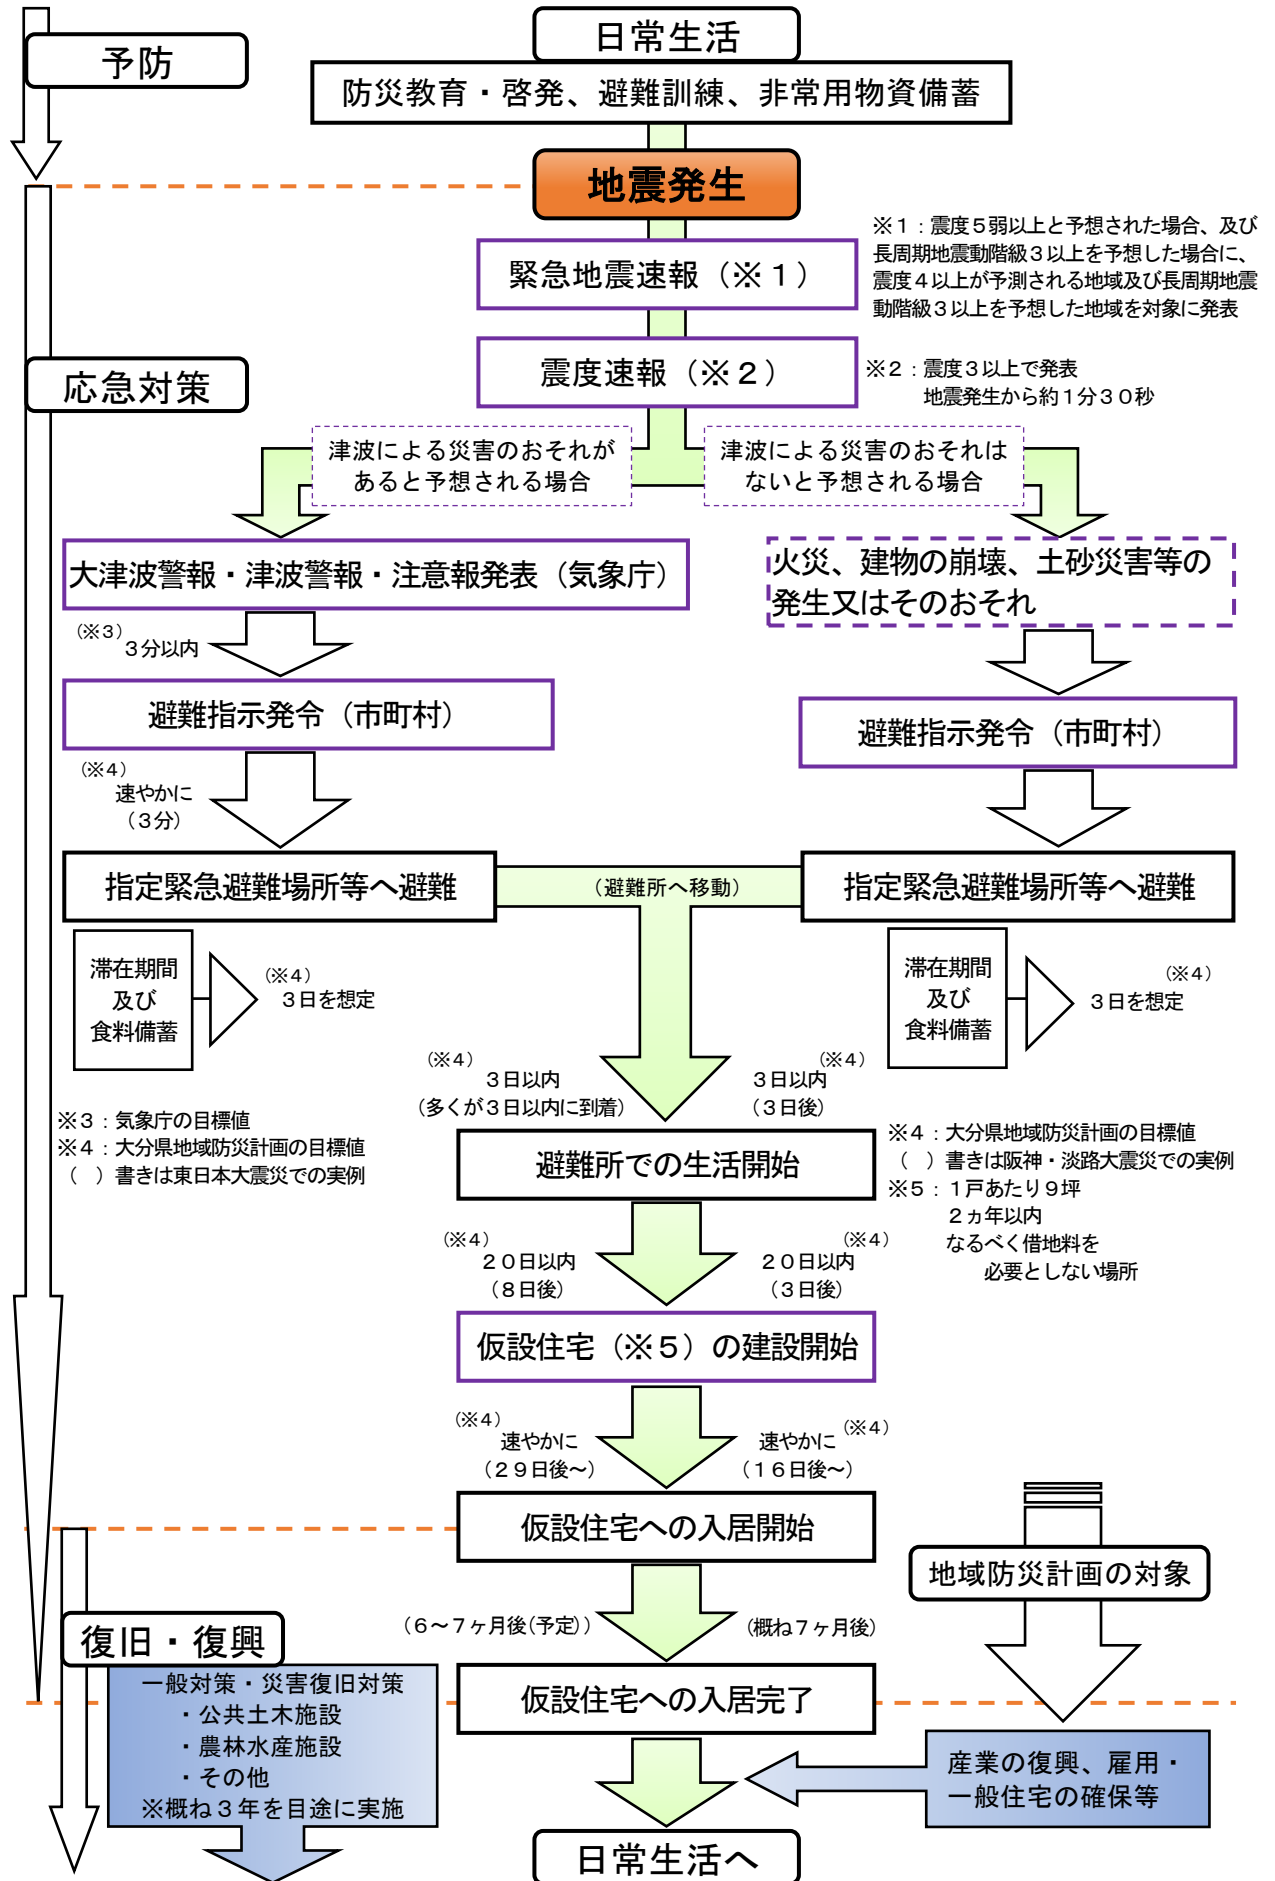 予防
日常生活
防災教育・啓発、避難訓練、非常用物資備蓄
地震発生
緊急地震速報（※１）
※１：震度５弱以上と予想された場合、及び
長周期地震動階級３以上を予想した場合に、
震度４以上が予測される地域及び長周期地震
動階級３以上を予想した地域を対象に発表
応急対策
震度速報（※２）
※２：震度３以上で発表
地震発生から約１分３０秒
津波による災害のおそれが
あると予想される場合
津波による災害のおそれは
ないと予想される場合
大津波警報・津波警報・注意報発表（気象庁）
火災、建物の崩壊、土砂災害等の
発生又はそのおそれ
（※３）
３分以内
避難指示発令（市町村）
避難指示発令（市町村）
（※４）
速やかに
（３分）
指定緊急避難場所等へ避難
（避難所へ移動）
指定緊急避難場所等へ避難
滞在期間
及び
食料備蓄
（※４）
３日を想定
滞在期間
及び
食料備蓄
（※４）
３日を想定
（※４）
３日以内
（多くが３日以内に到着）
（※４）
３日以内
（３日後）
※３：気象庁の目標値
※４：大分県地域防災計画の目標値
（　）書きは東日本大震災での実例
避難所での生活開始
※４：大分県地域防災計画の目標値
（　）書きは阪神・淡路大震災での実例
※５：１戸あたり９坪
２ヵ年以内
なるべく借地料を
必要としない場所
（※４）
２０日以内
（８日後）
（※４）
２０日以内
（３日後）
仮設住宅（※５）の建設開始
（※４）
速やかに
（２９日後～）
（※４）
速やかに
（１６日後～）
仮設住宅への入居開始
地域防災計画の対象
（６～７ヶ月後(予定)）
（概ね７ヶ月後）
復旧・復興
一般対策・災害復旧対策
・公共土木施設
・農林水産施設
・その他
※概ね３年を目途に実施
仮設住宅への入居完了
産業の復興、雇用・
一般住宅の確保等
日常生活へ